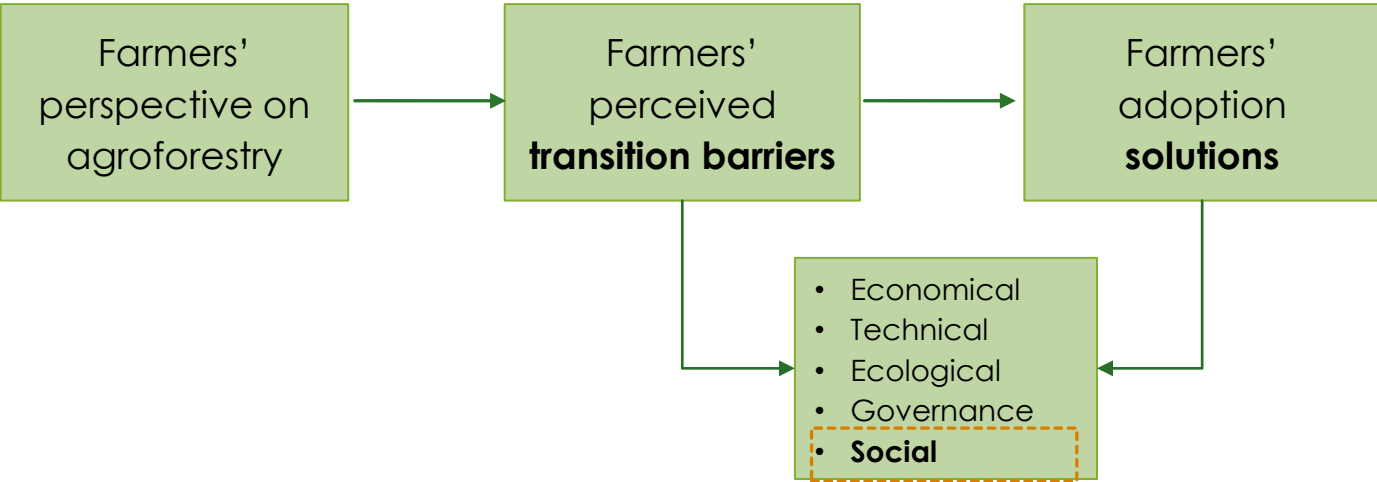 Farmers’
perspective on
agroforestry
Farmers’
perceived
transition barriers
Farmers’
adoption
solutions
• Economical
• Technical
• Ecological
• Governance
• Social